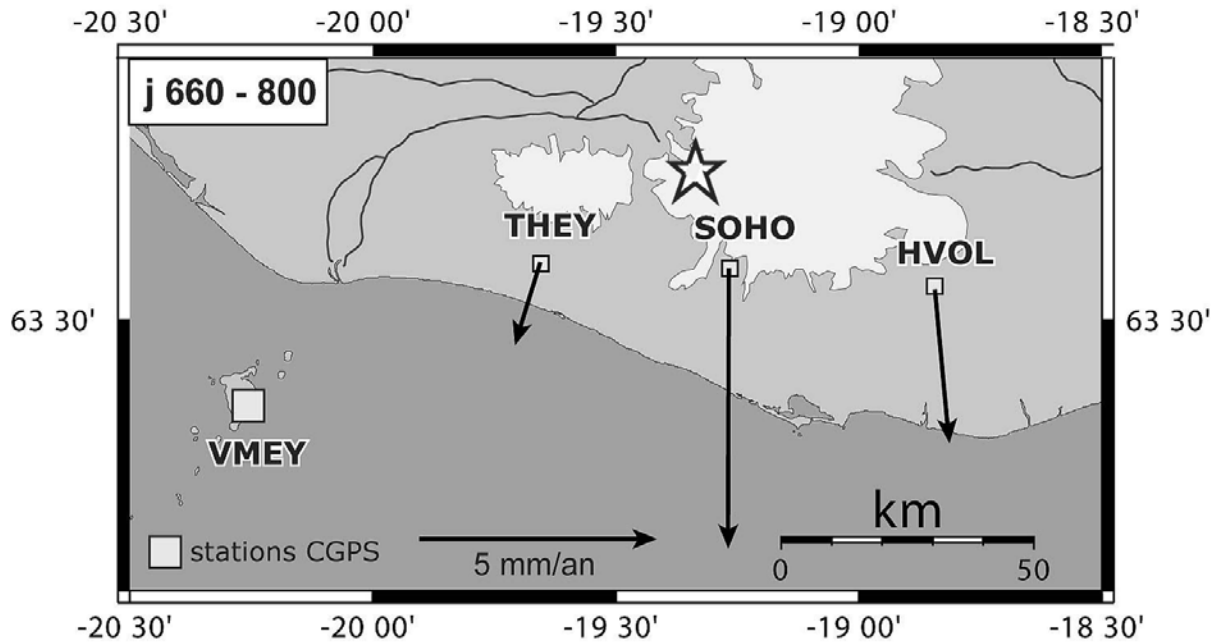 -20 30' -20 00' -19 30' -19 00' -18 30'
j 660 - 800
THEY SOHO
HVOL
63 30' 63 30'
VMEY
km
stations CGPS
5 mm/an
0 50
-20 30' -20 00' -19 30' -19 00' -18 30'